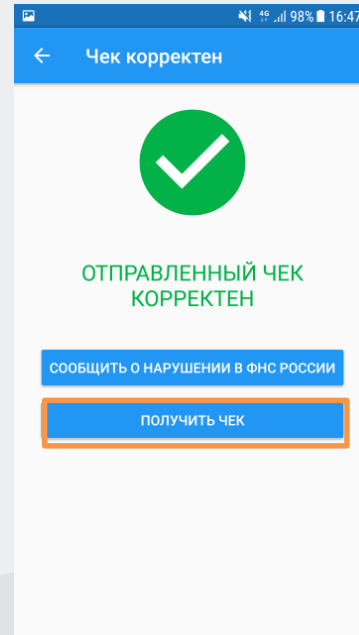 4G 98% 16:47
Чек корректен
ОТПРАВЛЕННЫЙ ЧЕК
КОРРЕКТЕН
СООБЩИТЬ О НАРУШЕНИИ В ФНС РОССИИ
ПОЛУЧИТЬ ЧЕК